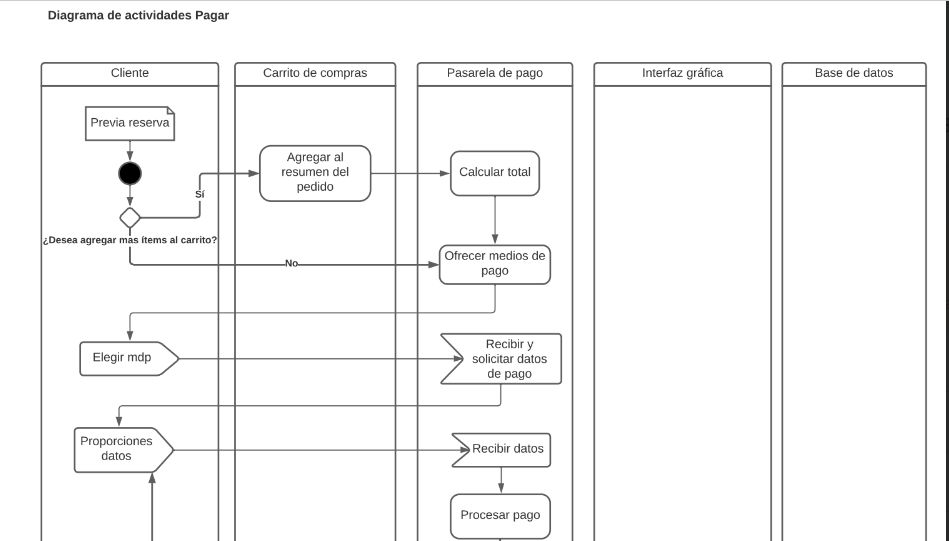 Diagrama de actividades Pagar
Cliente
Carrito de compras
Pasarela de pago
Interfaz gráfica
Base de datos
Previa reserva
Agregar al
resumen del
pedido
Calcular total
Sí
¿Desea agregar mas ítems al carrito?
No
Ofrecer medios de
pago
Elegir mdp
Recibir y
solicitar datos
de pago
Proporciones
datos
Recibir datos
Procesar pago